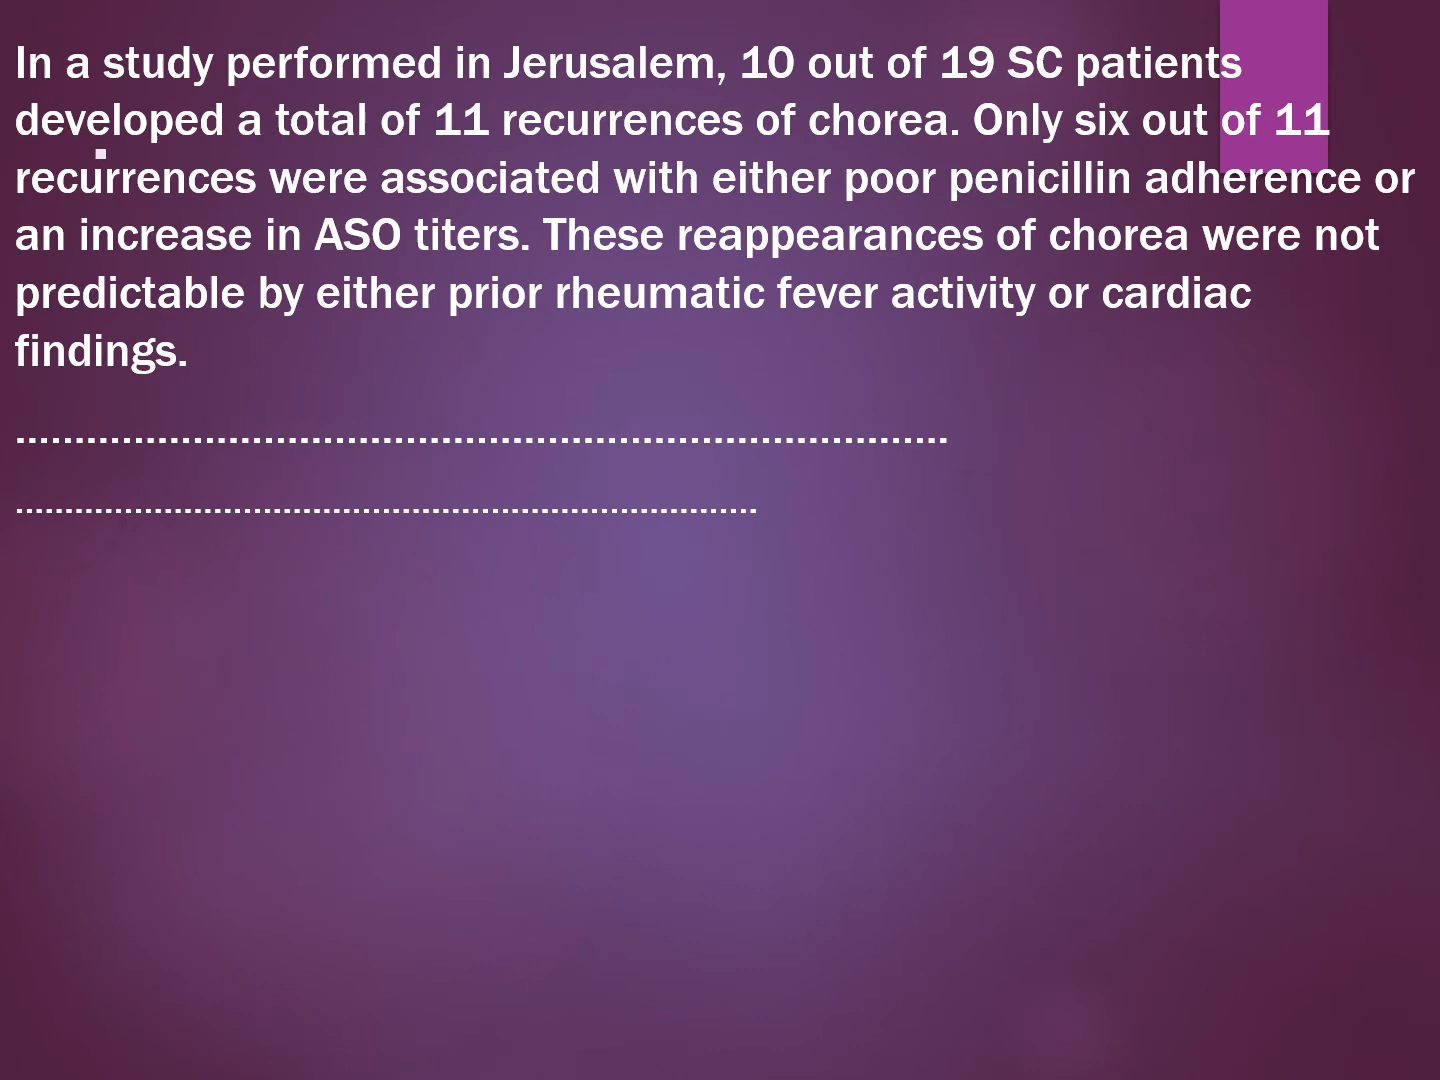 In a study performed in Jerusalem, 10 out of 19 SC patients
developed a total of 11 recurrences of chorea. Only six out of 11
recurrences were associated with either poor penicillin adherence or
an increase in ASO titers. These reappearances of chorea were not
predictable by either prior rheumatic fever activity or cardiac
findings.
...............................................................................
...........................................................................